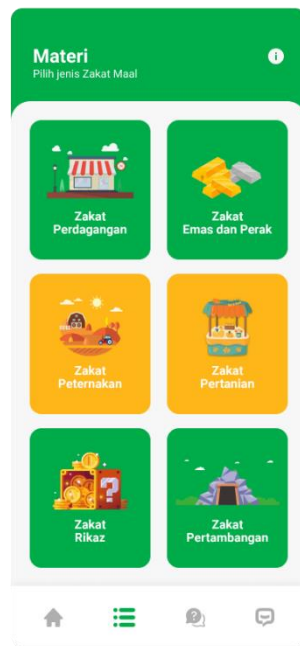 Materi
Pilih jenis Zakat Maal
Zakat
Perdagangan
Zakat
Emas dan Perak
Zakat
Peternakan
Zakat
Pertanian
Zakat
Rikaz
Zakat
Pertambangan